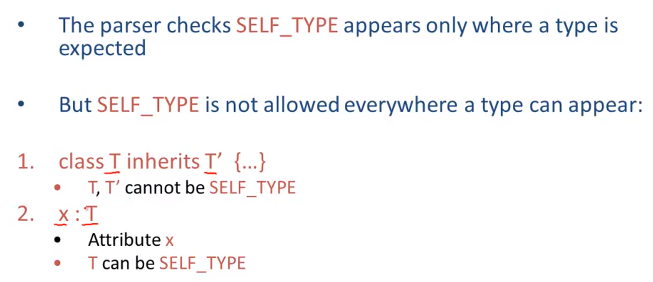 • The parser checks SELF_TYPE appears only where a type is
expected
• But SELF_TYPE is not allowed everywhere a type can appear:
1. class T inherits T’ {…}
• T, T’ cannot be SELF_TYPE
2. x : T
• Attribute x
• T can be SELF_TYPE